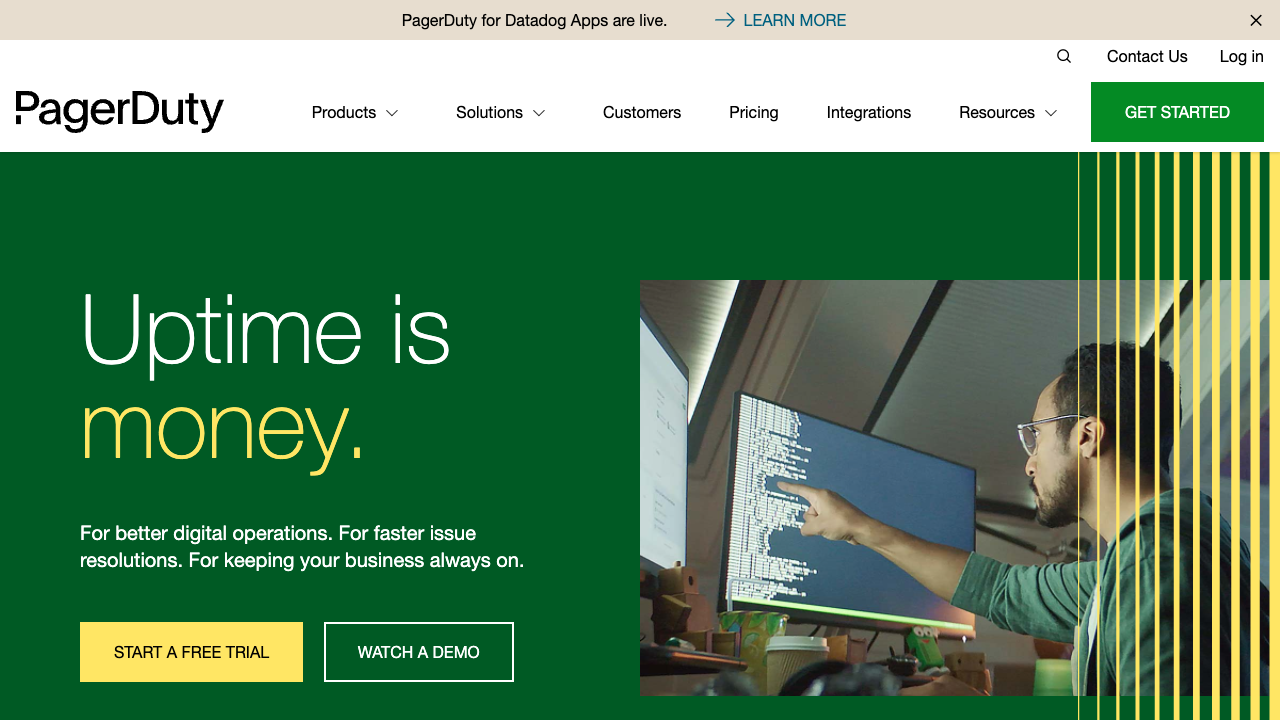 PagerDuty for Datadog Apps are live.
LEARN MORE
Contact Us
Log in
PagerDuty
Products
Solutions
Customers
Pricing
Integrations
Resources
GET STARTED
Uptime is
money.
For better digital operations. For faster issue
resolutions. For keeping your business always on.
START A FREE TRIAL
WATCH A DEMO